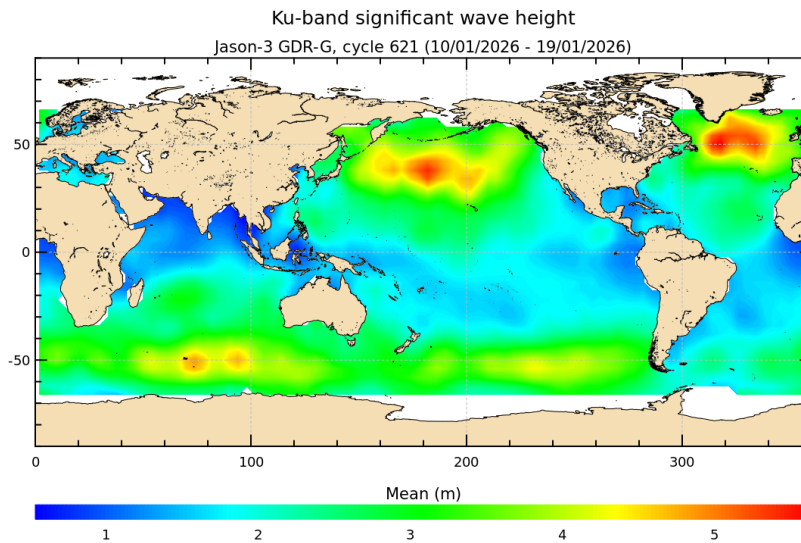 Ku-band significant wave height
Jason-3 GDR-G, cycle 621 (10/01/2026 - 19/01/2026)
50
0
-50
0 100 200 300
Mean (m)
1 2 3 4 5